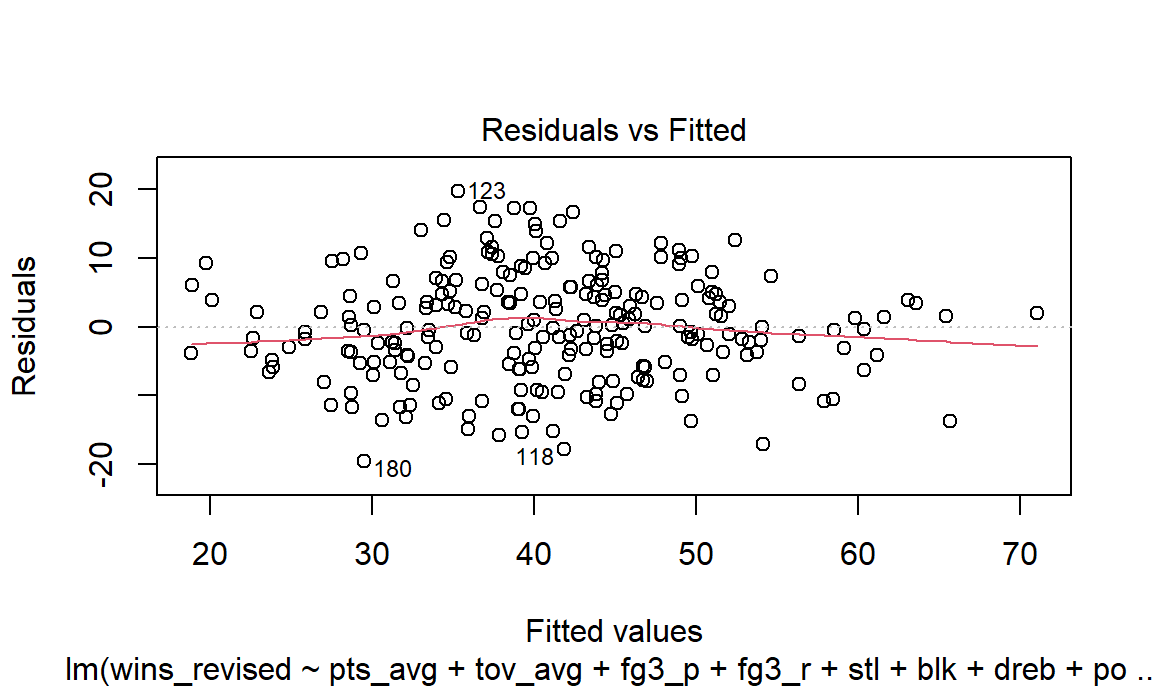 Residuals vs Fitted
Residuals
20
10
0
-20
123
118
180
20 30 40 50 60 70
Fitted values
lm(wins_revised ~ pts_avg + tov_avg + fg3_p + fg3_r + stl + blk + dreb + po ..